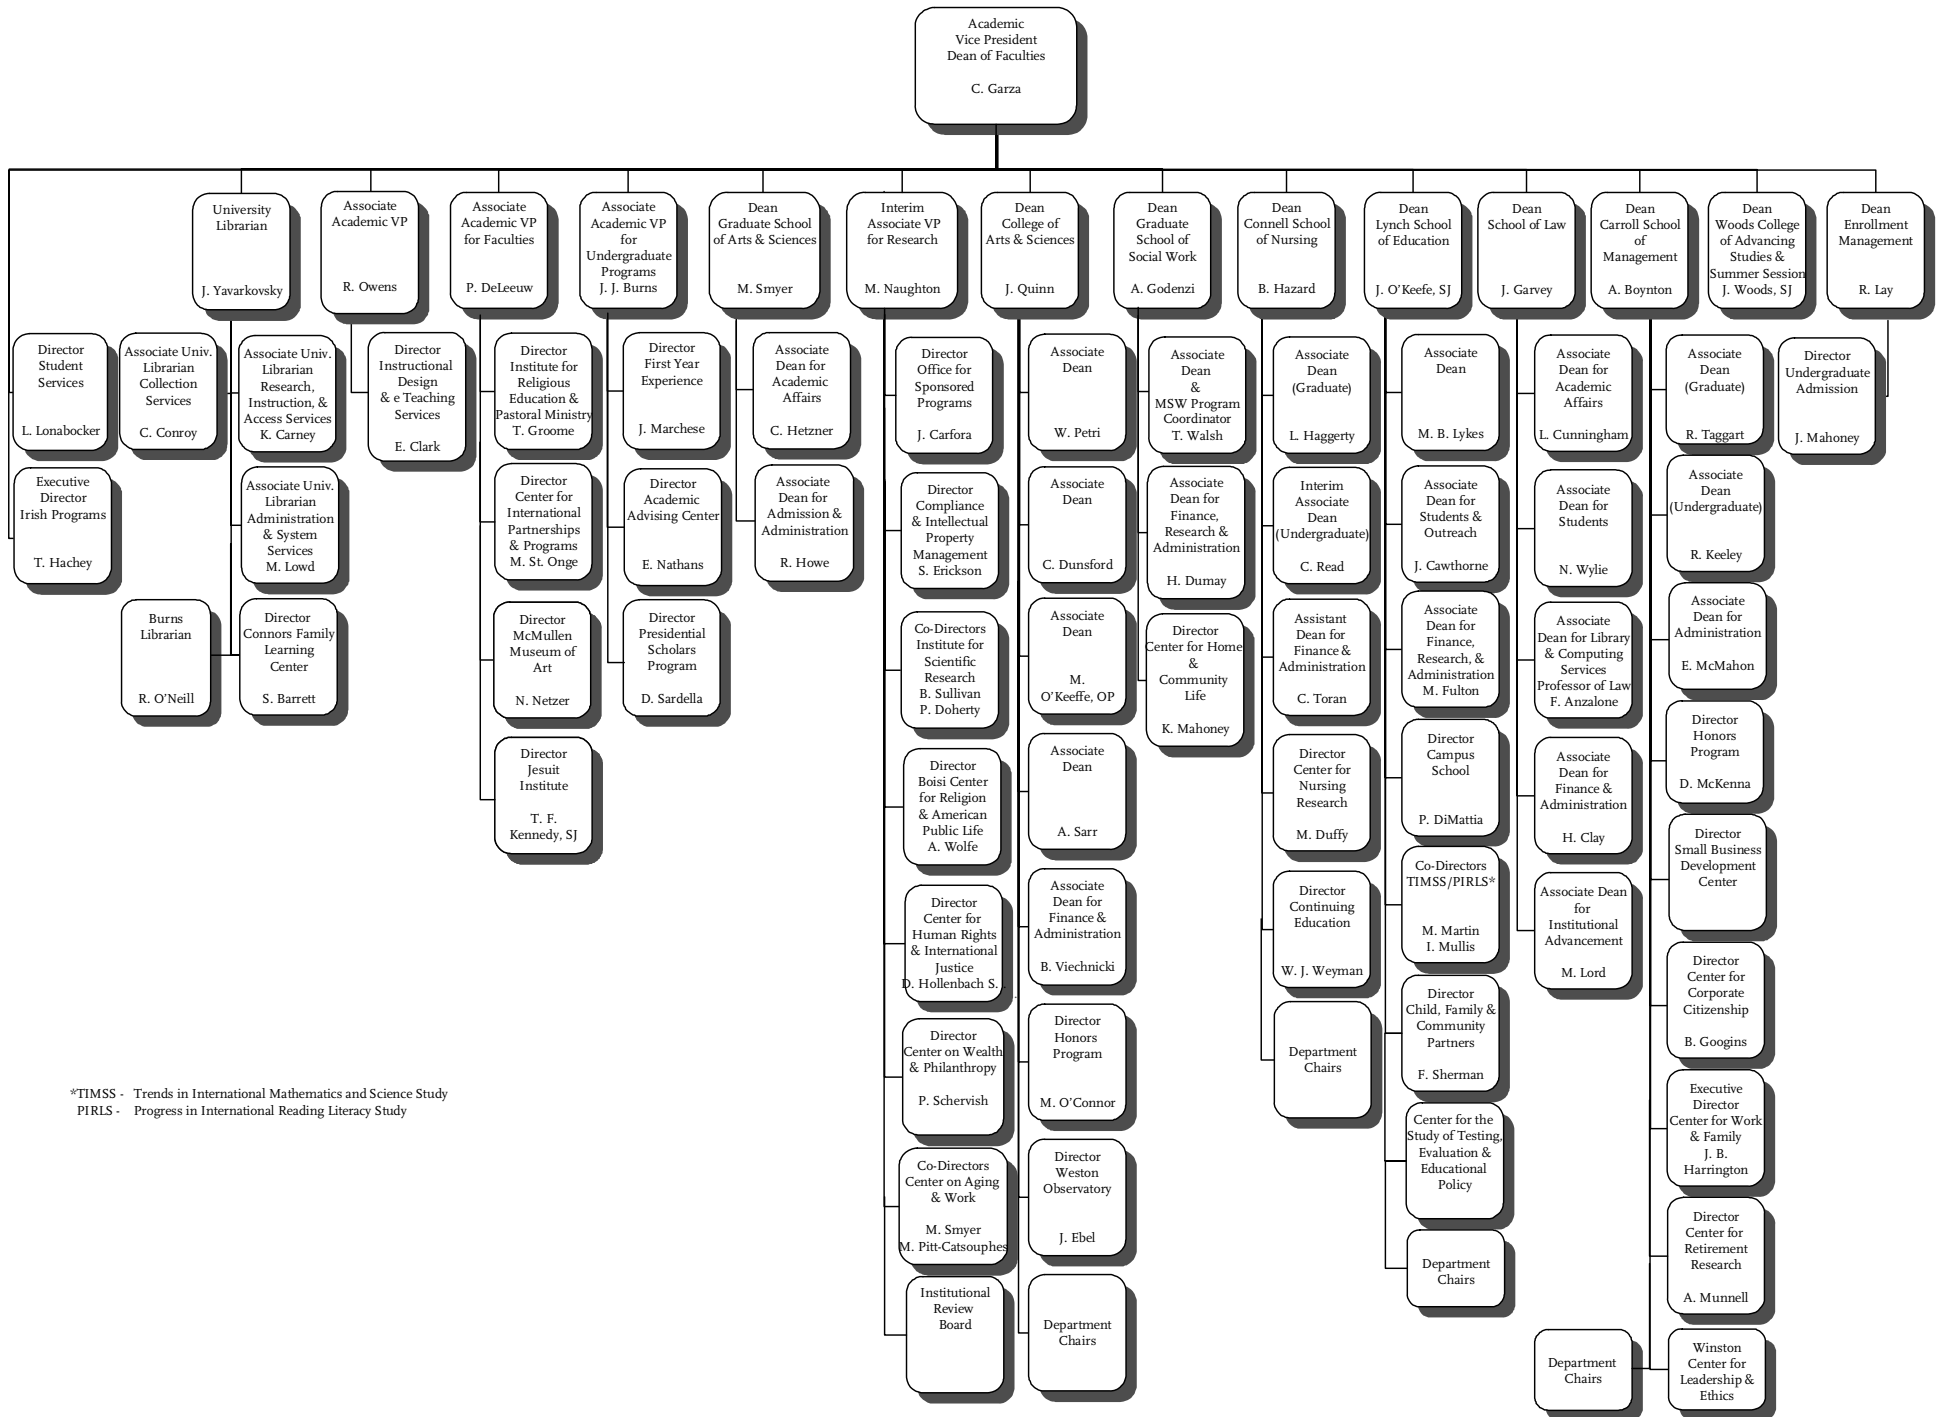 Academic
Vice President
Dean of Faculties
C. Garza
University
Librarian
J. Yavarkovsky
Associate
Academic VP
R. Owens
Associate
Academic VP
for Faculties
P. DeLeeuw
Associate
Academic VP
for
Undergraduate
Programs
J. J. Burns
Dean
Graduate School
of Arts & Sciences
M. Smyer
Interim
Associate VP
for Research
M. Naughton
Dean
College of
Arts & Sciences
J. Quinn
Dean
Graduate
School of
Social Work
A. Godenzi
Dean
Connell School
of Nursing
B. Hazard
Dean
Lynch School
of Education
J. O’Keefe, SJ
Dean
School of Law
J. Garvey
Dean
Carroll School
of
Management
A. Boynton
Dean
Woods College
of Advancing
Studies &
Summer Session
J. Woods, SJ
Dean
Enrollment
Management
R. Lay
Director
Student
Services
L. Lonabocker
Executive
Director
Irish Programs
T. Hachey
Associate Univ.
Librarian
Collection
Services
C. Conroy
Associate Univ.
Librarian
Research,
Instruction, &
Access Services
K. Carney
Associate Univ.
Librarian
Administration
& System
Services
M. Lowd
Burns
Librarian
R. O’Neill
Director
Connors Family
Learning
Center
S. Barrett
Director
Instructional
Design
& e Teaching
Services
E. Clark
Director
Institute for
Religious
Education &
Pastoral Ministry
T. Groome
Director
Center for
International
Partnerships
& Programs
M. St. Onge
Director
McMullen
Museum of
Art
N. Netzer
Director
Jesuit
Institute
T. F.
Kennedy, SJ
Director
First Year
Experience
J. Marchese
Director
Academic
Advising Center
E. Nathans
Director
Presidential
Scholars
Program
D. Sardella
Associate
Dean for
Academic
Affairs
C. Hetzner
Associate
Dean for
Admission &
Administration
R. Howe
Director
Office for
Sponsored
Programs
J. Carfora
Director
Compliance
& Intellectual
Property
Management
S. Erickson
Co-Directors
Institute for
Scientific
Research
B. Sullivan
P. Doherty
Director
Boisi Center
for Religion
& American
Public Life
A. Wolfe
Director
Center for
Human Rights
& International
Justice
D. Hollenbach S.
Director
Center on Wealth
& Philanthropy
P. Schervish
Co-Directors
Center on Aging
& Work
M. Smyer
M. Pitt-Catsouphes
Institutional
Review
Board
Associate
Dean
W. Petri
Associate
Dean
C. Dunsford
Associate
Dean
M.
O’Keeffe, OP
Associate
Dean
A. Sarr
Associate
Dean for
Finance &
Administration
B. Viechnicki
Director
Honors
Program
M. O’Connor
Director
Weston
Observatory
J. Ebel
Department
Chairs
Associate
Dean
&
MSW Program
Coordinator
T. Walsh
Associate
Dean for
Finance,
Research &
Administration
H. Dumay
Director
Center for Home
&
Community
Life
K. Mahoney
Associate
Dean
(Graduate)
L. Haggerty
Interim
Associate
Dean
(Undergraduate)
C. Read
Assistant
Dean for
Finance &
Administration
C. Toran
Director
Center for
Nursing
Research
M. Duffy
Director
Continuing
Education
W. J. Weyman
Department
Chairs
Associate
Dean
M. B. Lykes
Associate
Dean for
Students &
Outreach
J. Cawthorne
Associate
Dean for
Finance,
Research, &
Administration
M. Fulton
Director
Campus
School
P. DiMattia
Co-Directors
TIMSS/PIRLS*
M. Martin
I. Mullis
Director
Child, Family &
Community
Partners
F. Sherman
Center for the
Study of Testing,
Evaluation &
Educational
Policy
Department
Chairs
Associate
Dean for
Academic
Affairs
L. Cunningham
Associate
Dean for
Students
N. Wylie
Associate
Dean for Library
& Computing
Services
Professor of Law
F. Anzalone
Associate
Dean for
Finance &
Administration
H. Clay
Associate Dean
for
Institutional
Advancement
M. Lord
Associate
Dean
(Graduate)
R. Taggart
Associate
Dean
(Undergraduate)
R. Keeley
Associate
Dean for
Administration
E. McMahon
Director
Honors
Program
D. McKenna
Director
Small Business
Development
Center
Director
Center for
Corporate
Citizenship
B. Googins
Executive
Director
Center for Work
& Family
J. B.
Harrington
Director
Center for
Retirement
Research
A. Munnell
Department
Chairs
Winston
Center for
Leadership &
Ethics
Director
Undergraduate
Admission
J. Mahoney
*TIMSS - Trends in International Mathematics and Science Study
PIRLS - Progress in International Reading Literacy Study